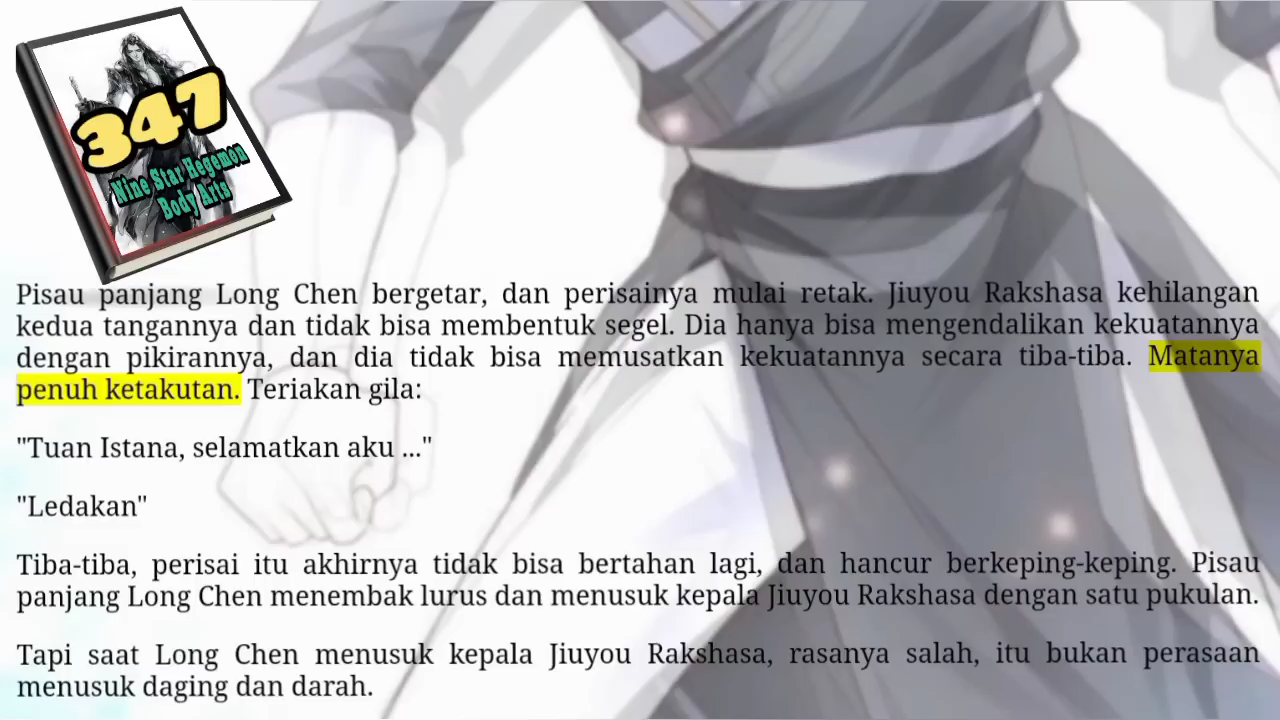 347
Nine Star Hegemon
Body Arts
Pisau panjang Long Chen bergetar, dan perisainya mulai retak. Jiuyou Rakshasa kehilangan
kedua tangannya dan tidak bisa membentuk segel. Dia hanya bisa mengendalikan kekuatannya
dengan pikirannya, dan dia tidak bisa memusatkan kekuatannya secara tiba-tiba. Matanya
penuh ketakutan. Teriakan gila:
"Tuan Istana, selamatkan aku ..."
"Ledakan"
Tiba-tiba, perisai itu akhirnya tidak bisa bertahan lagi, dan hancur berkeping-keping. Pisau
panjang Long Chen menembak lurus dan menusuk kepala Jiuyou Rakshasa dengan satu pukulan.
Tapi saat Long Chen menusuk kepala Jiuyou Rakshasa, rasanya salah, itu bukan perasaan
menusuk daging dan darah.